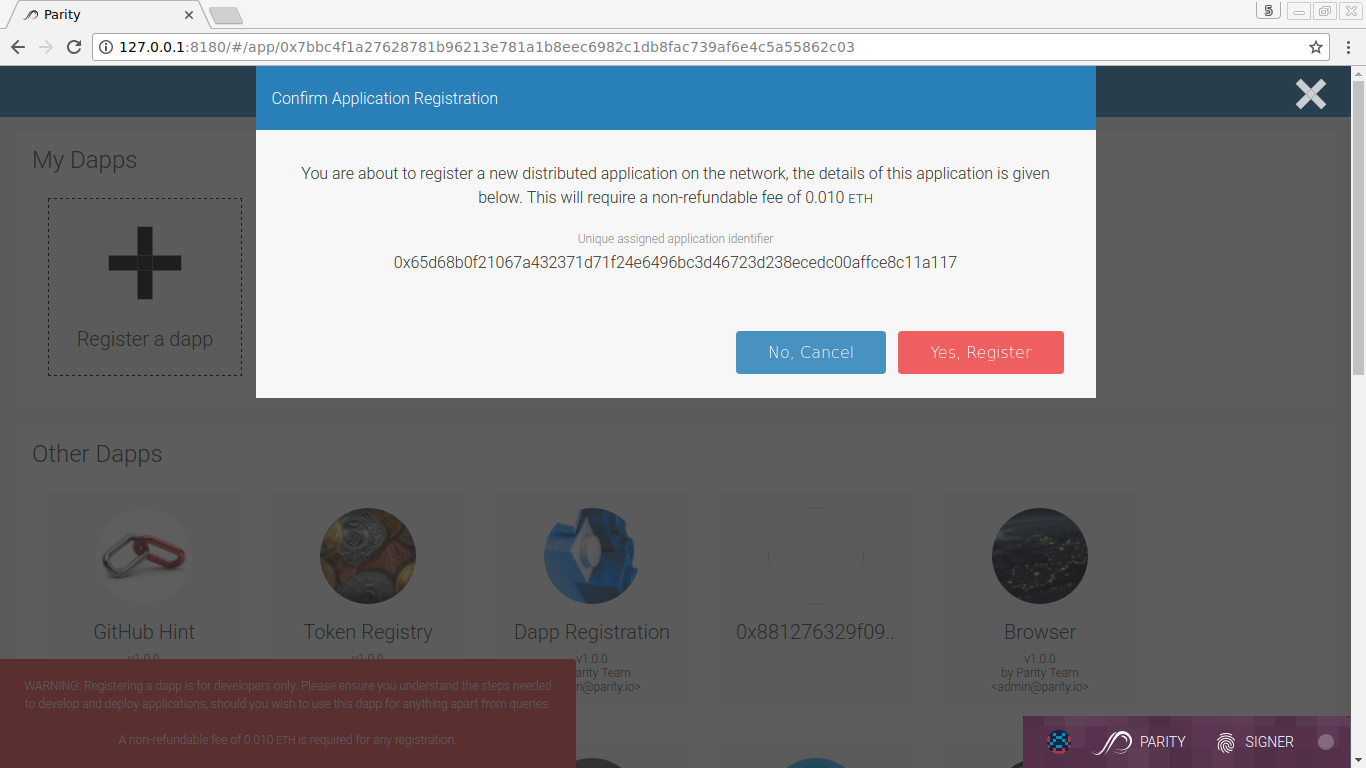 Parity
5
127.0.0.1:8180/#/app/0x7bbc4f1a27628781b96213e781a1b8eec6982c1db8fac739af6e4c5a55862c03
Confirm Application Registration
You are about to register a new distributed application on the network, the details of this application is given
below. This will require a non-refundable fee of 0.010 ETH
Unique assigned application identifier
0x65d68b0f21067a432371d71f24e6496bc3d46723d238ecedc00affce8c11a117
No, Cancel
Yes, Register
My Dapps
Register a dapp
Other Dapps
GitHub Hint
v1.0.0
Token Registry
v1.0.0
Dapp Registration
v1.0.0
arity Team
n@parity.io>
0x881276329f09..
Browser
v1.0.0
by Parity Team
<admin@parity.io>
WARNING: Registering a dapp is for developers only. Please ensure you understand the steps needed
to develop and deploy applications, should you wish to use this dapp for anything apart from queries.
A non-refundable fee of 0.010 ETH is required for any registration.
PARITY
SIGNER